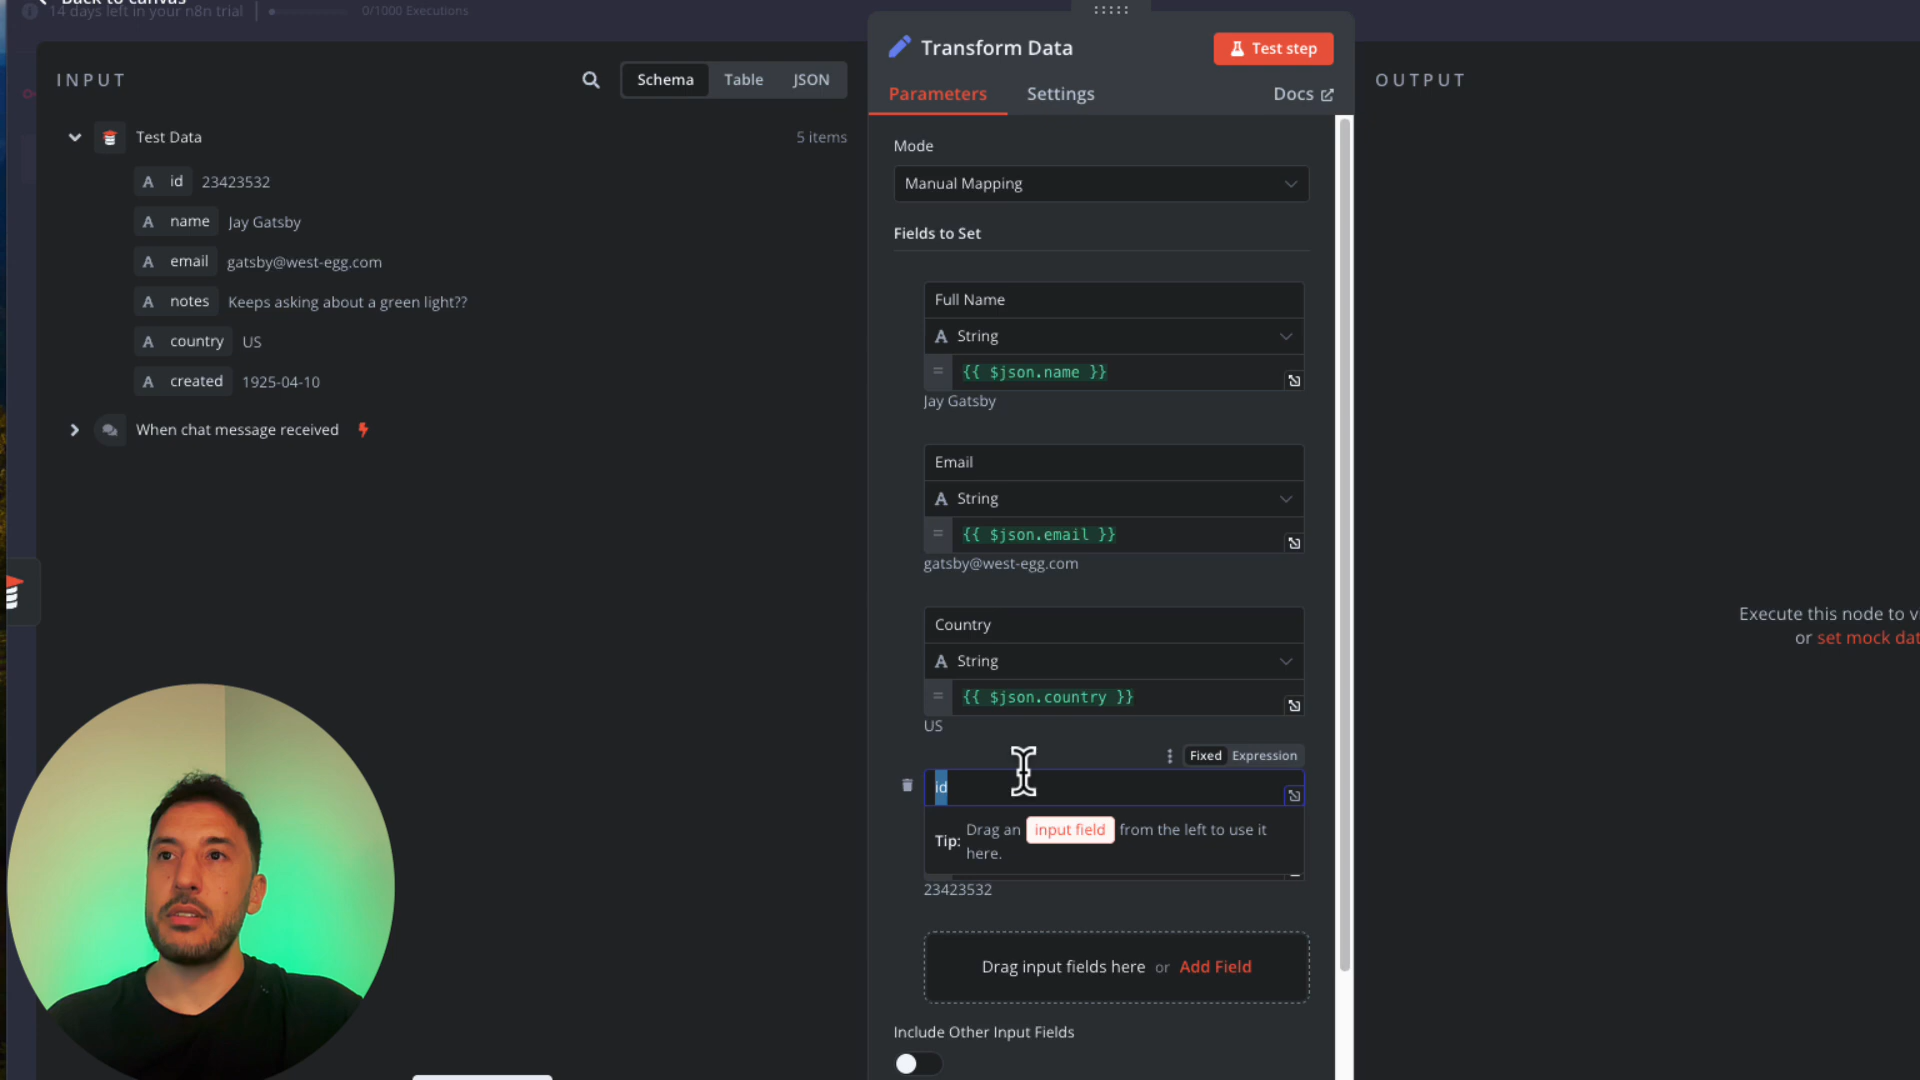 Back to canvas
14 days left in your n8n trial
0/1000 Executions
INPUT
Schema
Table
JSON
Test Data
5 items
A id 23423532
A name Jay Gatsby
A email gatsby@west-egg.com
A notes Keeps asking about a green light??
A country US
A created 1925-04-10
When chat message received
Transform Data
Test step
Parameters
Settings
Docs
Mode
Manual Mapping
Fields to Set
Full Name
A String
= {{ $json.name }}
Jay Gatsby
Email
A String
= {{ $json.email }}
gatsby@west-egg.com
Country
A String
= {{ $json.country }}
US
Fixed Expression
id
Tip: Drag an input field from the left to use it
here.
23423532
Drag input fields here or Add Field
Include Other Input Fields
OUTPUT
Execute this node to v
or set mock dat